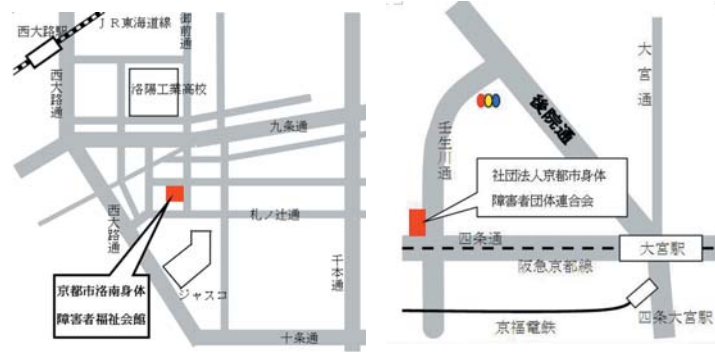 西大路駅
JR東海道線
御前通
西大路通
洛陽工業高校
九条通
西大路通
札ノ辻通
千本通
ジャスコ
京都市洛南身体
障害者福祉会館
十条通
大宮通
後院通
壬生川通
社団法人京都市身体
障害者団体連合会
四条通
大宮駅
阪急京都線
京福電鉄
四条大宮駅